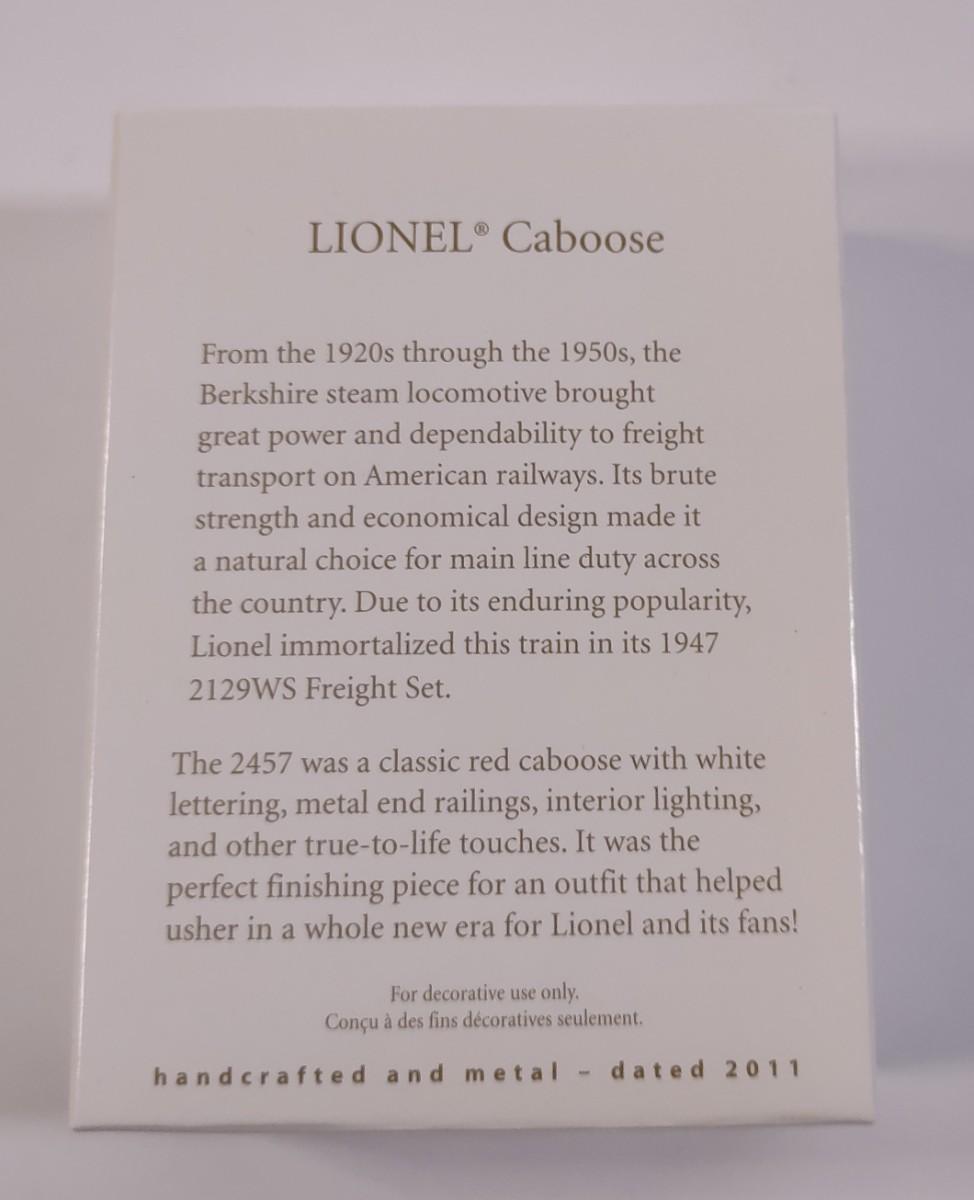 LIONEL® Caboose
From the 1920s through the 1950s, the
Berkshire steam locomotive brought
great power and dependability to freight
transport on American railways. Its brute
strength and economical design made it
a natural choice for main line duty across
the country. Due to its enduring popularity,
Lionel immortalized this train in its 1947
2129WS Freight Set.
The 2457 was a classic red caboose with white
lettering, metal end railings, interior lighting,
and other true-to-life touches. It was the
perfect finishing piece for an outfit that helped
usher in a whole new era for Lionel and its fans!
For decorative use only.
Conçu à des fins décoratives seulement.
handcrafted and metal – dated 2011